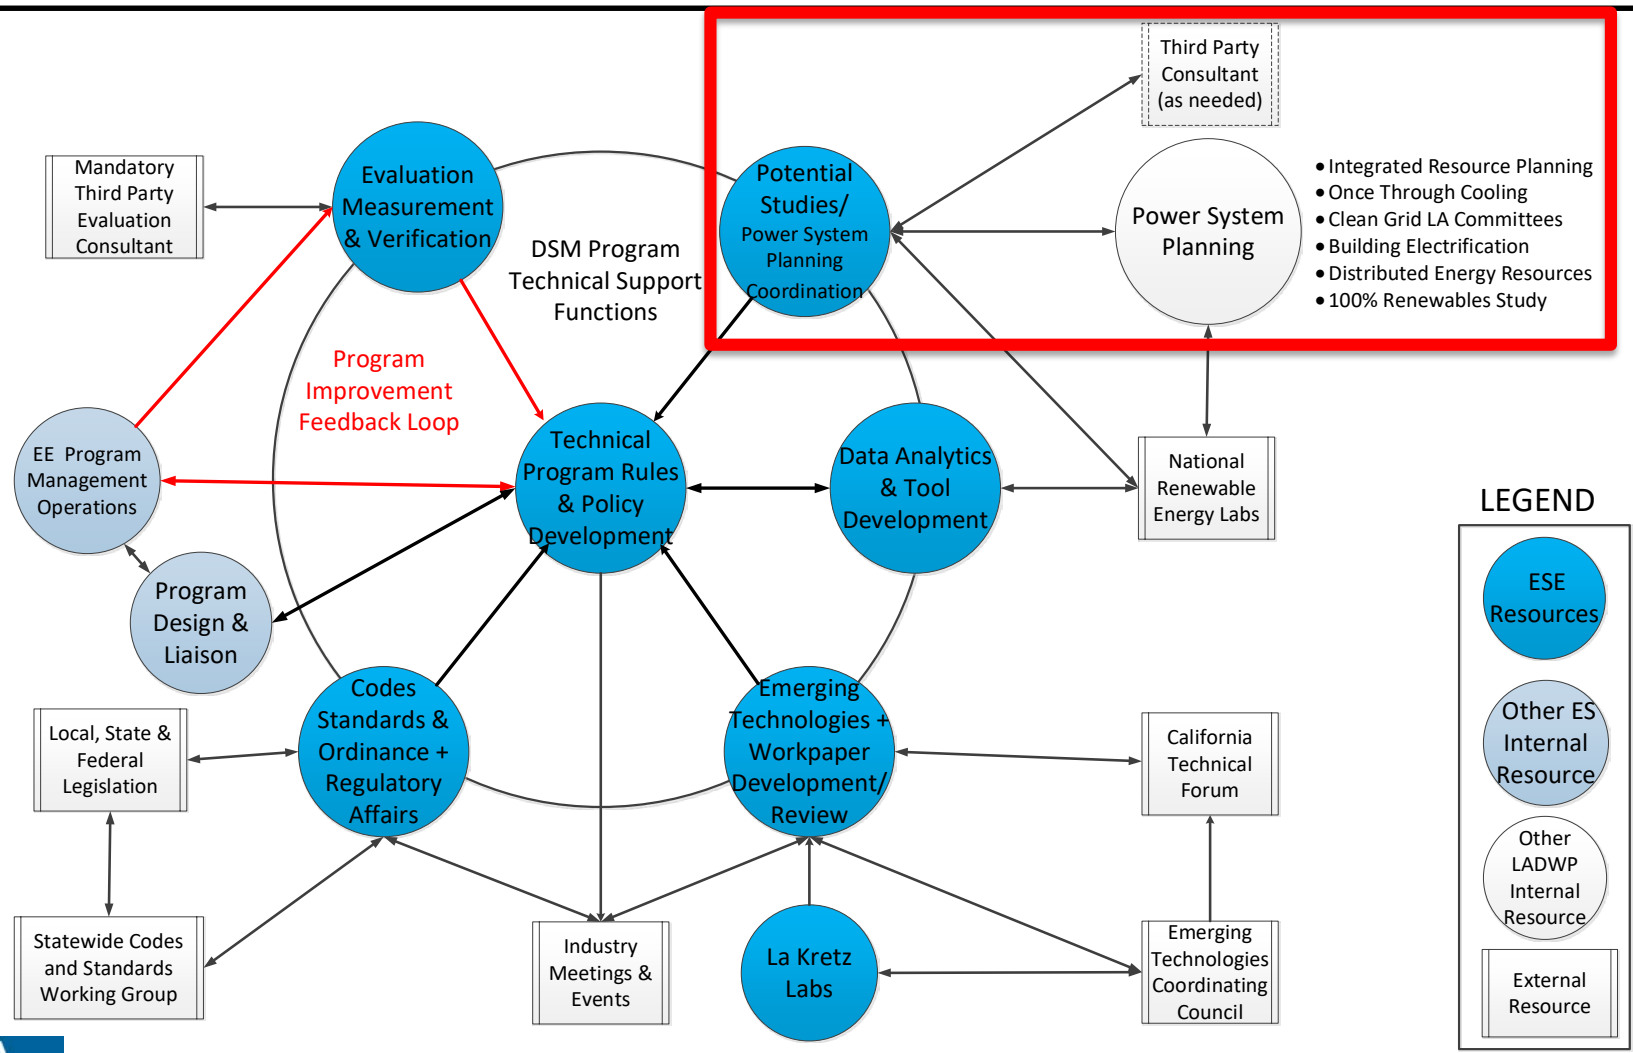 Third Party
Consultant
(as needed)
Mandatory
Third Party
Evaluation
Consultant
Evaluation
Measurement
& Verification
Potential
Studies/
Power System
Planning
Coordination
Power System
Planning
• Integrated Resource Planning
• Once Through Cooling
• Clean Grid LA Committees
• Building Electrification
• Distributed Energy Resources
• 100% Renewables Study
DSM Program
Technical Support
Functions
Program
Improvement
Feedback Loop
EE Program
Management
Operations
Technical
Program Rules
& Policy
Development
Data Analytics
& Tool
Development
National
Renewable
Energy Labs
Program
Design &
Liaison
Codes
Standards &
Ordinance +
Regulatory
Affairs
Emerging
Technologies +
Workpaper
Development/
Review
Local, State &
Federal
Legislation
California
Technical
Forum
Statewide Codes
and Standards
Working Group
Industry
Meetings &
Events
La Kretz
Labs
Emerging
Technologies
Coordinating
Council
LEGEND
ESE
Resources
Other ES
Internal
Resource
Other
LADWP
Internal
Resource
External
Resource